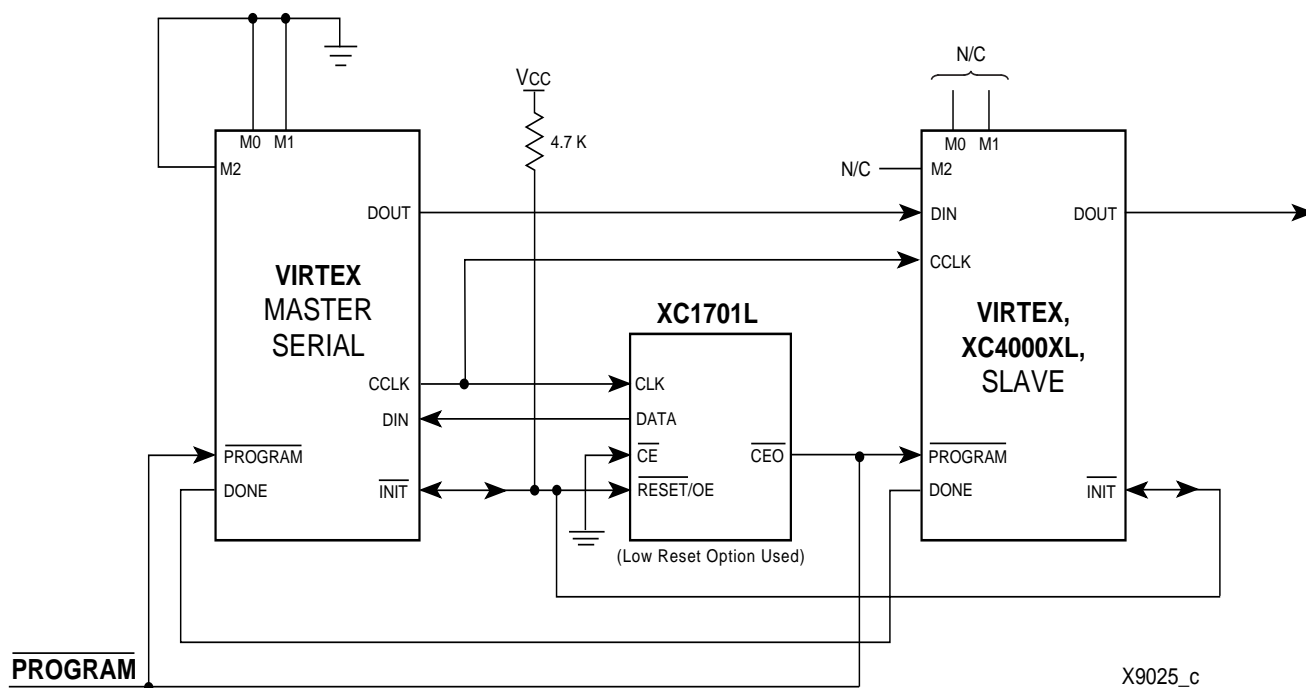 N/C
VCC
M0 M1
4.7 K
M2
DOUT
VIRTEX
MASTER
SERIAL
CCLK
DIN
PROGRAM
DONE
INIT
XC1701L
CLK
DATA
CE
CEO
RESET/OE
(Low Reset Option Used)
M0 M1
N/C
M2
DIN
DOUT
CCLK
VIRTEX,
XC4000XL,
SLAVE
PROGRAM
DONE
INIT
PROGRAM
X9025_c